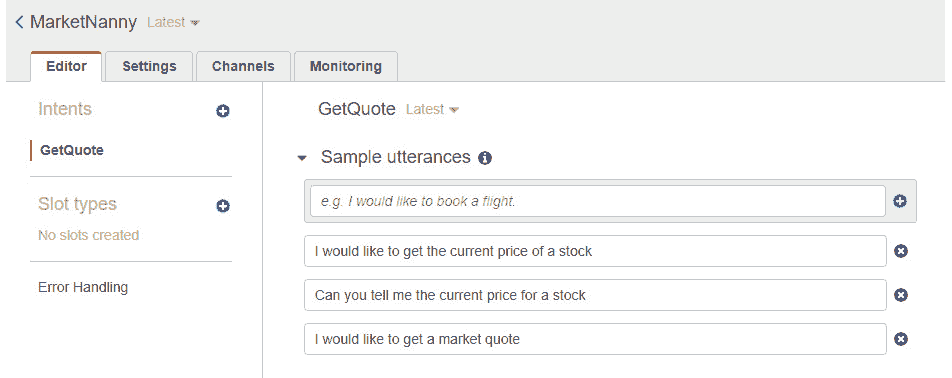 MarketNanny Latest
Editor Settings Channels Monitoring
Intents
GetQuote
Slot types
No slots created
Error Handling
GetQuote Latest
Sample utterances
e.g. I would like to book a flight.
I would like to get the current price of a stock
Can you tell me the current price for a stock
I would like to get a market quote